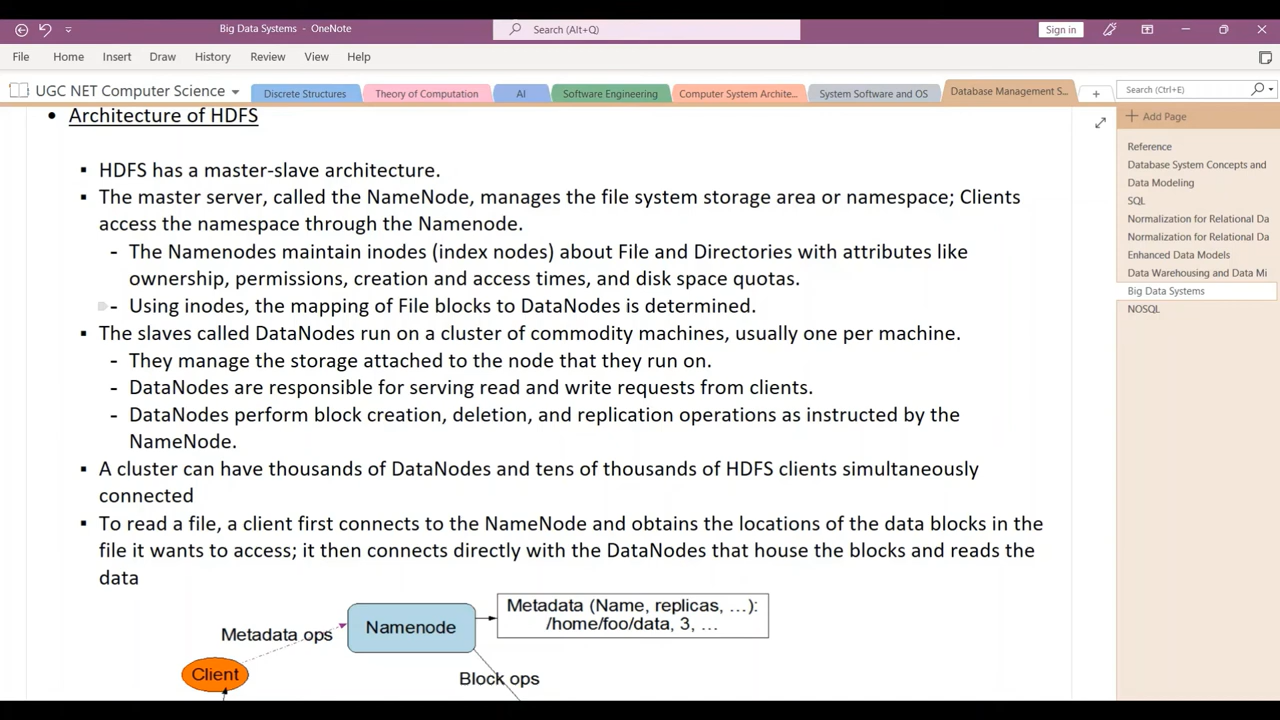 Big Data Systems - OneNote
Search (Alt+Q)
Sign in
File Home Insert Draw History Review View Help
UGC NET Computer Science
Discrete Structures
Theory of Computation
AI
Software Engineering
Computer System Archite...
System Software and OS
Database Management S...
Search (Ctrl+E)
• Architecture of HDFS
▪ HDFS has a master-slave architecture.
▪ The master server, called the NameNode, manages the file system storage area or namespace; Clients
access the namespace through the Namenode.
- The Namenodes maintain inodes (index nodes) about File and Directories with attributes like
ownership, permissions, creation and access times, and disk space quotas.
- Using inodes, the mapping of File blocks to DataNodes is determined.
▪ The slaves called DataNodes run on a cluster of commodity machines, usually one per machine.
- They manage the storage attached to the node that they run on.
- DataNodes are responsible for serving read and write requests from clients.
- DataNodes perform block creation, deletion, and replication operations as instructed by the
NameNode.
▪ A cluster can have thousands of DataNodes and tens of thousands of HDFS clients simultaneously
connected
▪ To read a file, a client first connects to the NameNode and obtains the locations of the data blocks in the
file it wants to access; it then connects directly with the DataNodes that house the blocks and reads the
data
Metadata (Name, replicas, ...):
/home/foo/data, 3, ...
Namenode
Metadata ops
Client
Block ops
Add Page
Reference
Database System Concepts and
Data Modeling
SQL
Normalization for Relational Da
Normalization for Relational Da
Enhanced Data Models
Data Warehousing and Data Mi
Big Data Systems
NOSQL